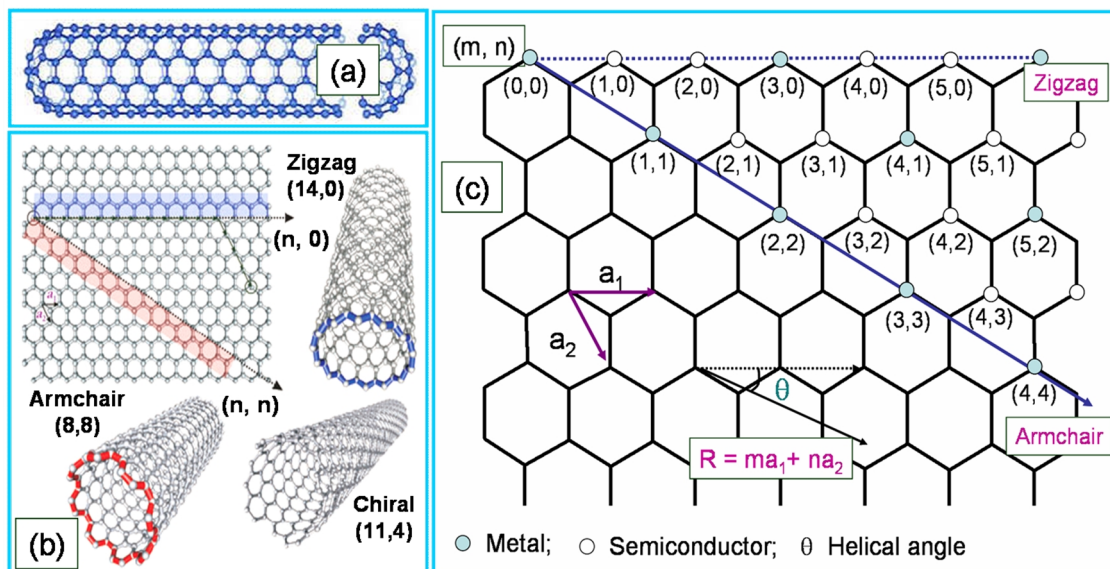 (a)
Zigzag
(14,0)
(n, 0)
a1
a2
(n, n)
Armchair
(8,8)
Chiral
(11,4)
(b)
(m, n)
(0,0)
(1,0)
(2,0)
(3,0)
(4,0)
(5,0)
Zigzag
(1,1)
(2,1)
(3,1)
(4,1)
(5,1)
(c)
(2,2)
(3,2)
(4,2)
(5,2)
a1
a2
(3,3)
(4,3)
θ
(4,4)
R = ma1+ na2
Armchair
Metal; Semiconductor; θ Helical angle